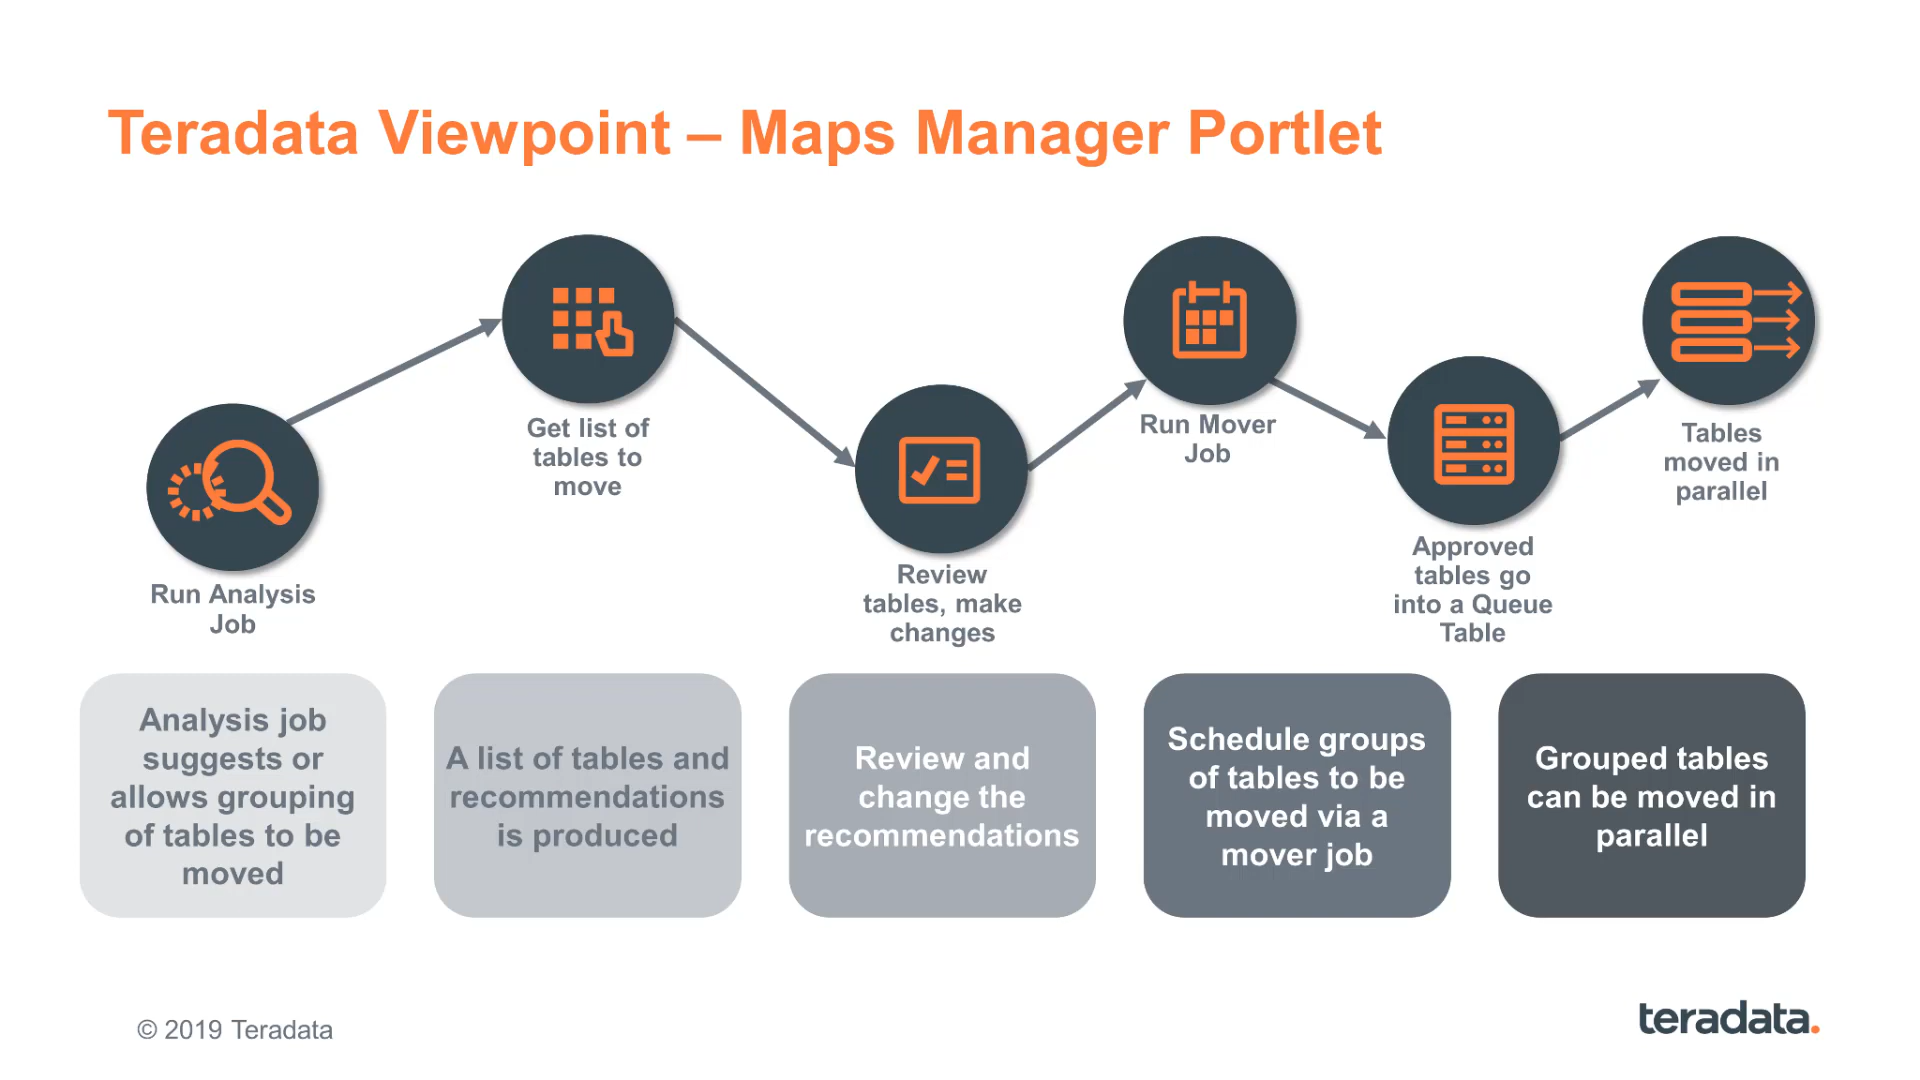 Teradata Viewpoint – Maps Manager Portlet
Run Analysis
Job
Get list of
tables to
move
Review
tables, make
changes
Run Mover
Job
Approved
tables go
into a Queue
Table
Tables
moved in
parallel
Analysis job
suggests or
allows grouping
of tables to be
moved
A list of tables and
recommendations
is produced
Review and
change the
recommendations
Schedule groups
of tables to be
moved via a
mover job
Grouped tables
can be moved in
parallel
© 2019 Teradata
teradata.